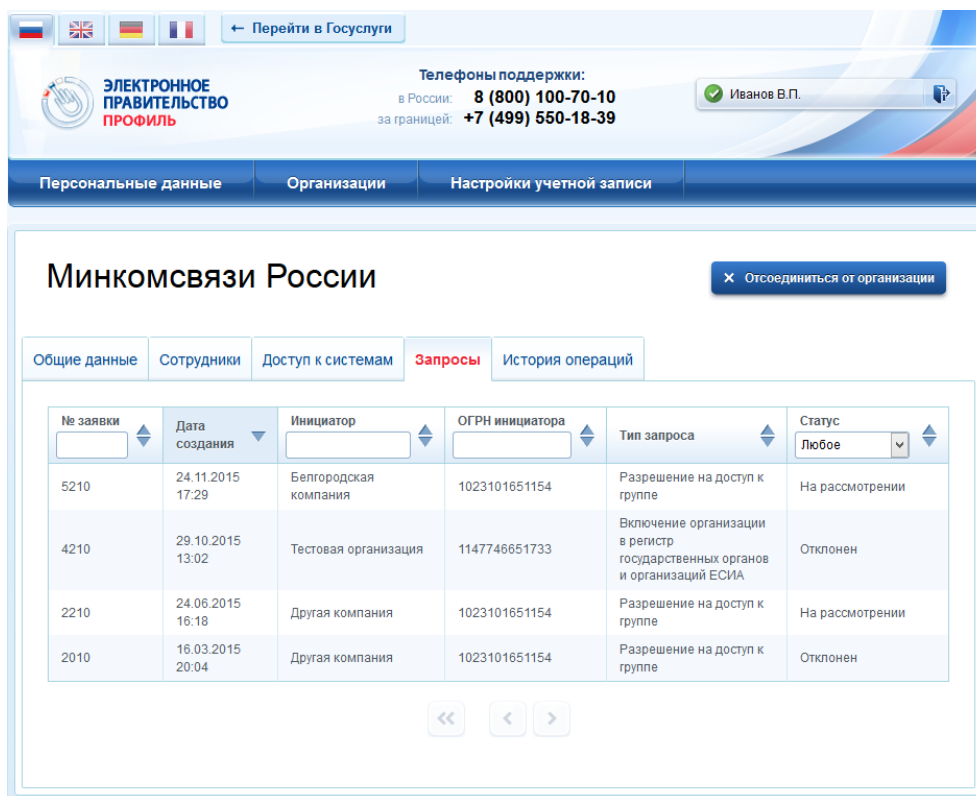 ← Перейти в Госуслуги
ЭЛЕКТРОННОЕ
ПРАВИТЕЛЬСТВО
ПРОФИЛЬ
Телефоны поддержки:
в России: 8 (800) 100-70-10
за границей: +7 (499) 550-18-39
Иванов В.П.
Персональные данные Организации Настройки учетной записи
Минкомсвязи России
× Отсоединиться от организации
Общие данные Сотрудники Доступ к системам Запросы История операций
№ заявки
Дата
создания
Инициатор
ОГРН инициатора
Тип запроса
Статус
Любое
5210
24.11.2015
17:29
Белгородская
компания
1023101651154
Разрешение на доступ к
группе
На рассмотрении
4210
29.10.2015
13:02
Тестовая организация
1147746651733
Включение организации
в регистр
государственных органов
и организаций ЕСИА
Отклонен
2210
24.06.2015
16:18
Другая компания
1023101651154
Разрешение на доступ к
группе
На рассмотрении
2010
16.03.2015
20:04
Другая компания
1023101651154
Разрешение на доступ к
группе
Отклонен